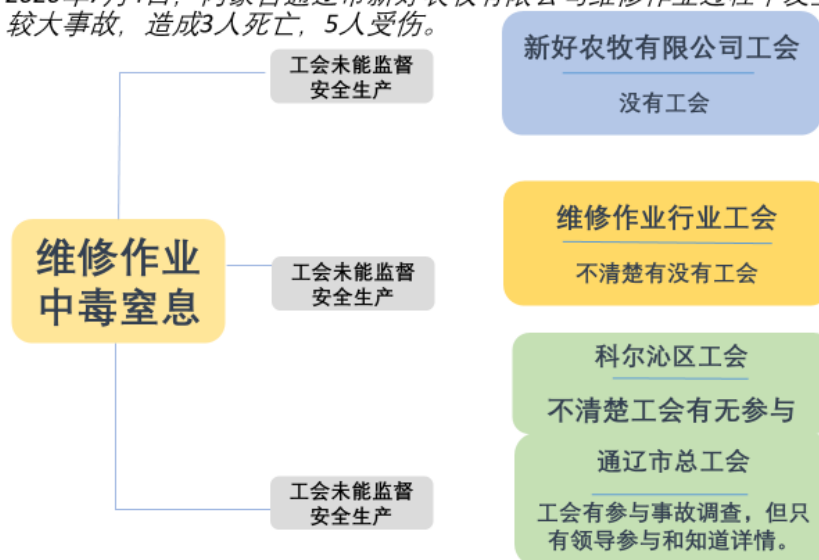 较大事故，造成3人死亡，5人受伤。
工会未能监督
安全生产
新好农牧有限公司工会
没有工会
维修作业
中毒窒息
工会未能监督
安全生产
维修作业行业工会
不清楚有没有工会
工会未能监督
安全生产
科尔沁区工会
不清楚工会有无参与
通辽市总工会
工会有参与事故调查，但只
有领导参与和知道详情。